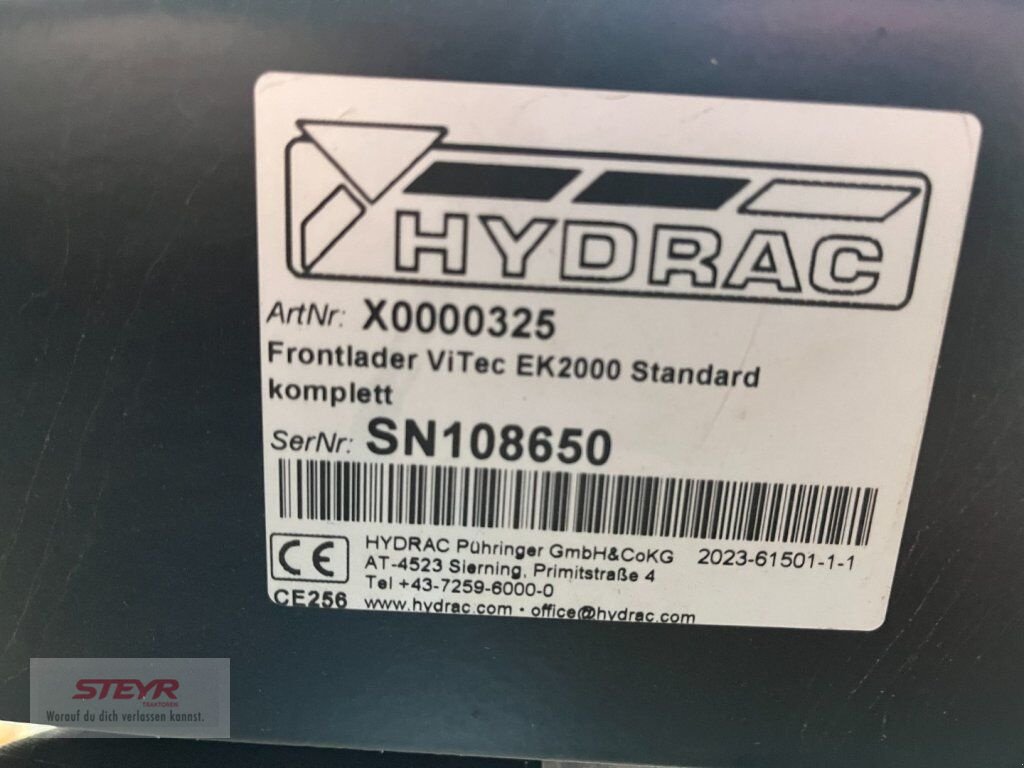 HYDRAC
ArtNr: X0000325
Frontlader ViTec EK2000 Standard
komplett
SerNr: SN108650
CE
CE256
HYDRAC Pühringer GmbH&CoKG 2023-61501-1-1
AT-4523 Sierning, Primitstraße 4
Tel +43-7259-6000-0
www.hydrac.com · office@hydrac.com
STEYR
TRAKTOREN
Worauf du dich verlassen kannst.